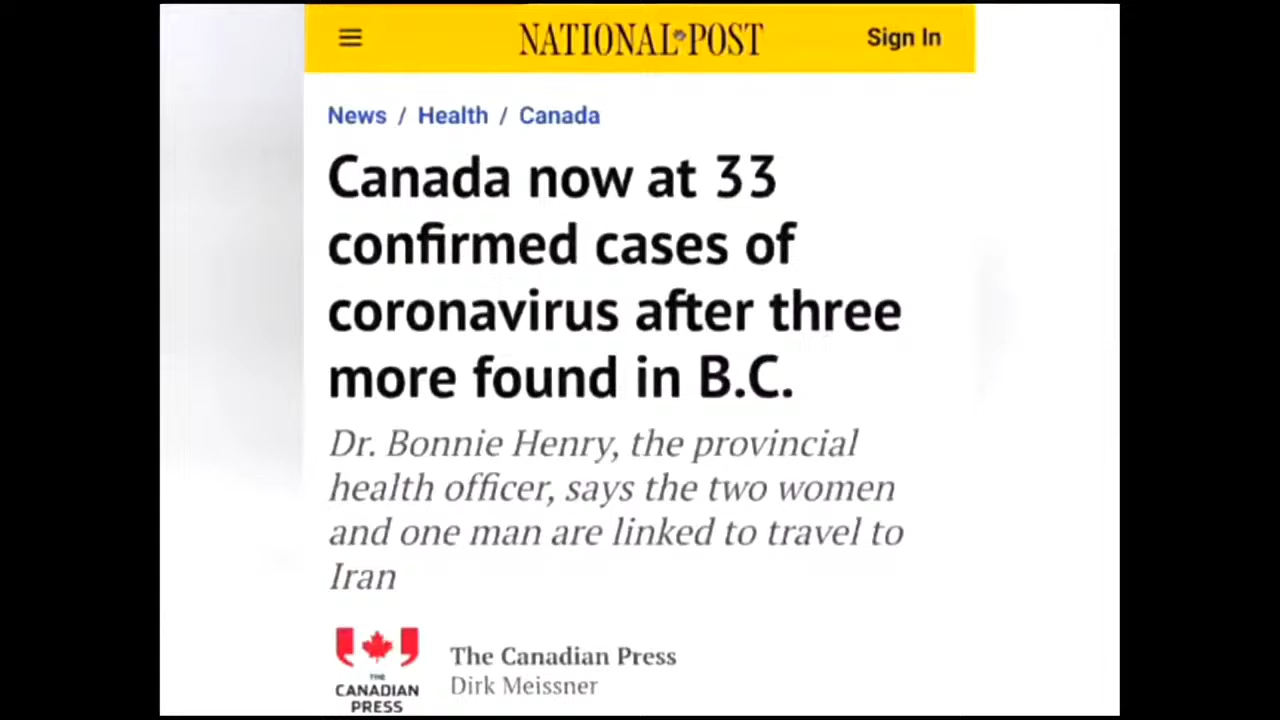 NATIONAL POST
Sign In
News / Health / Canada
Canada now at 33
confirmed cases of
coronavirus after three
more found in B.C.
Dr. Bonnie Henry, the provincial
health officer, says the two women
and one man are linked to travel to
Iran
THE
CANADIAN
PRESS
The Canadian Press
Dirk Meissner